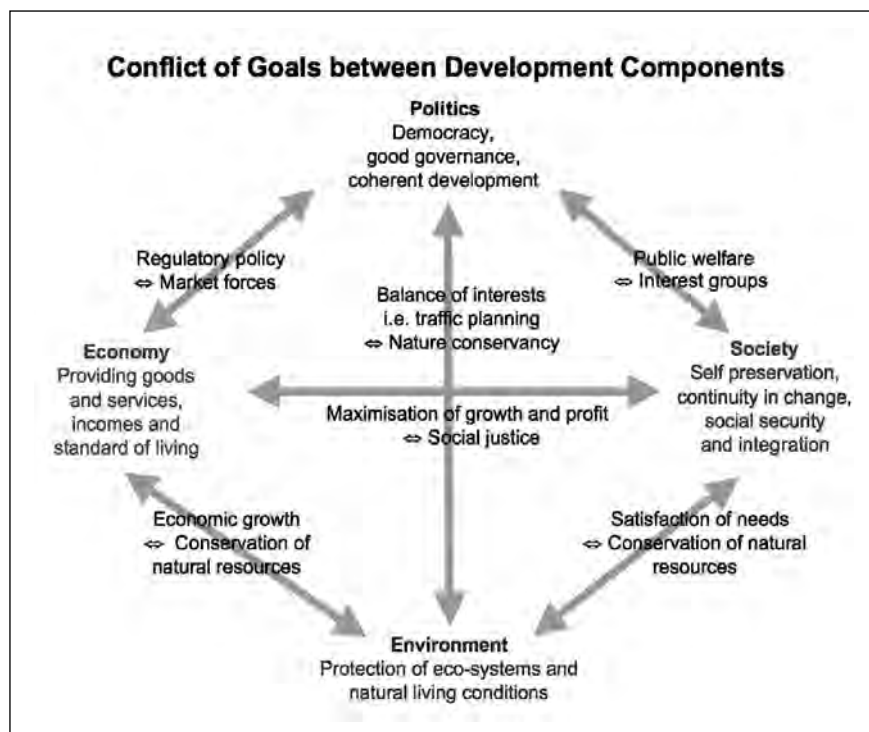 Conflict of Goals between Development Components
Politics
Democracy,
good governance,
coherent development
Regulatory policy
⇔ Market forces
Public welfare
⇔ Interest groups
Balance of interests
i.e. traffic planning
⇔ Nature conservancy
Economy
Providing goods
and services,
incomes and
standard of living
Society
Self preservation,
continuity in change,
social security
and integration
Maximisation of growth and profit
⇔ Social justice
Economic growth
⇔ Conservation of
natural resources
Satisfaction of needs
⇔ Conservation of natural
resources
Environment
Protection of eco-systems and
natural living conditions